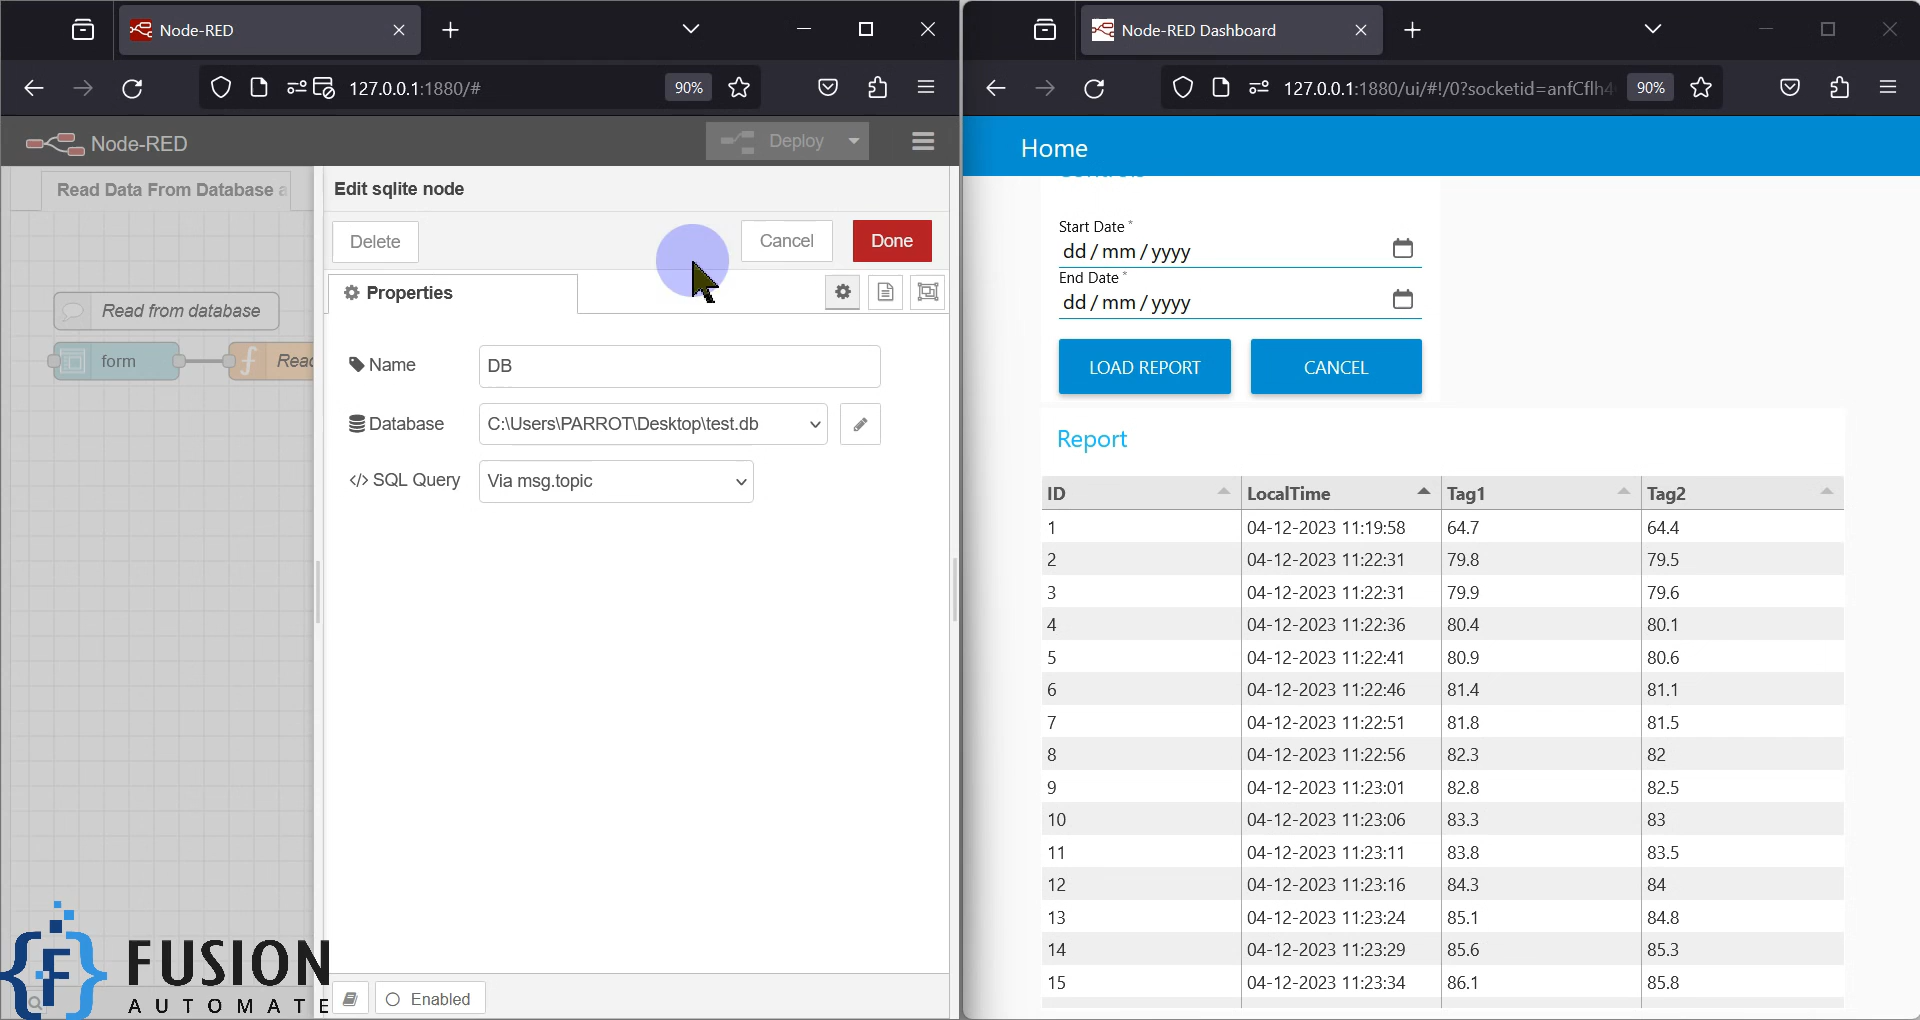 Node-RED
127.0.0.1:1880/#
90%
Node-RED
Deploy
Read Data From Database a
Edit sqlite node
Delete
Cancel
Done
Properties
Read from database
form
Name
DB
Database
C:\Users\PARROT\Desktop\test.db
</> SQL Query
Via msg.topic
Enabled
FUSION
AUTOMATE
Node-RED Dashboard
127.0.0.1:1880/ui/#!/0?socketid=anfCflh4
90%
Home
Start Date *
dd / mm / yyyy
End Date *
dd / mm / yyyy
LOAD REPORT
CANCEL
Report
ID LocalTime Tag1 Tag2
1 04-12-2023 11:19:58 64.7 64.4
2 04-12-2023 11:22:31 79.8 79.5
3 04-12-2023 11:22:31 79.9 79.6
4 04-12-2023 11:22:36 80.4 80.1
5 04-12-2023 11:22:41 80.9 80.6
6 04-12-2023 11:22:46 81.4 81.1
7 04-12-2023 11:22:51 81.8 81.5
8 04-12-2023 11:22:56 82.3 82
9 04-12-2023 11:23:01 82.8 82.5
10 04-12-2023 11:23:06 83.3 83
11 04-12-2023 11:23:11 83.8 83.5
12 04-12-2023 11:23:16 84.3 84
13 04-12-2023 11:23:24 85.1 84.8
14 04-12-2023 11:23:29 85.6 85.3
15 04-12-2023 11:23:34 86.1 85.8